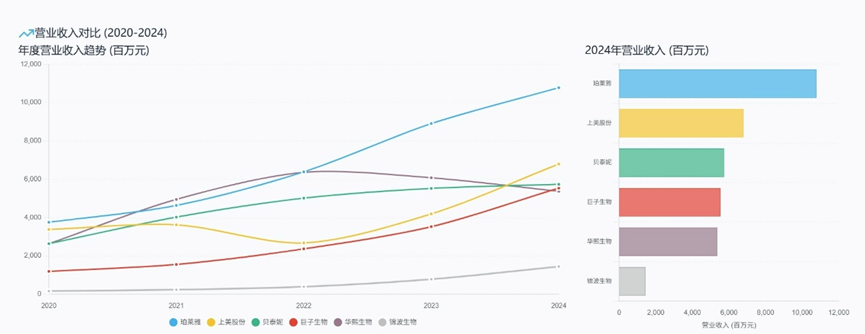 营业收入对比 (2020-2024)
年度营业收入趋势 (百万元)
12,000
10,000
8,000
6,000
4,000
2,000
0
2020 2021 2022 2023 2024
珀莱雅 上美股份 贝泰妮 巨子生物 华熙生物 锦波生物
2024年营业收入 (百万元)
珀莱雅
上美股份
贝泰妮
巨子生物
华熙生物
锦波生物
0 2,000 4,000 6,000 8,000 10,000 12,000
营业收入 (百万元)